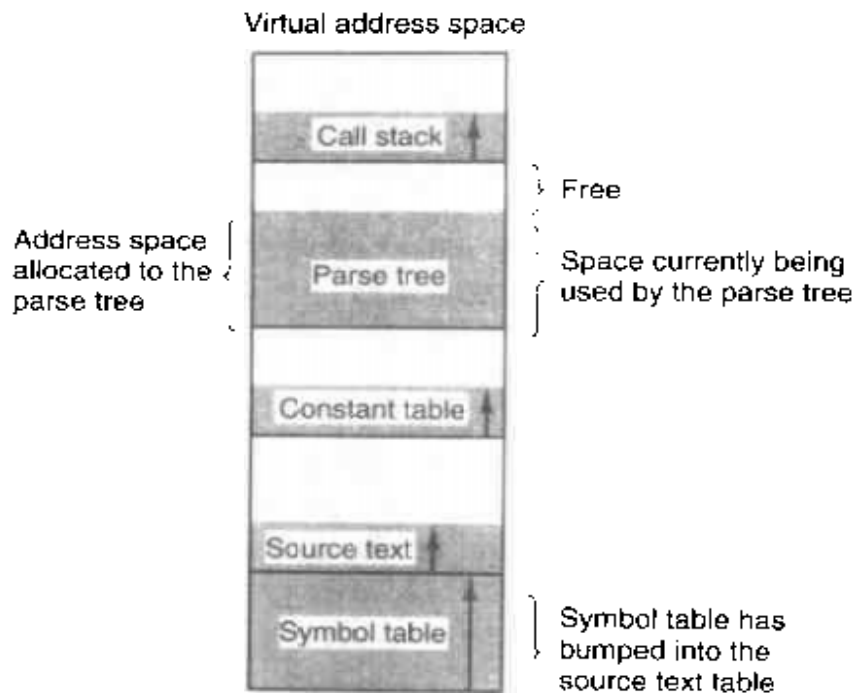 Virtual address space
Call stack
Free
Address space
allocated to the
parse tree
Parse tree
Space currently being
used by the parse tree
Constant table
Source text
Symbol table
Symbol table has
bumped into the
source text table